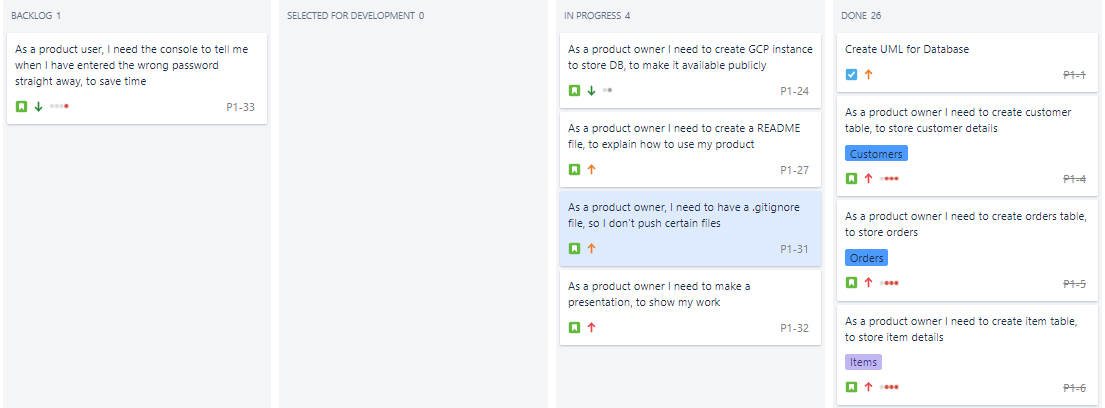 BACKLOG 1
As a product user, I need the console to tell me
when I have entered the wrong password
straight away, to save time
P1-33
SELECTED FOR DEVELOPMENT 0
IN PROGRESS 4
As a product owner I need to create GCP instance
to store DB, to make it available publicly
P1-24
As a product owner I need to create a README
file, to explain how to use my product
P1-27
As a product owner, I need to have a .gitignore
file, so I don't push certain files
P1-31
As a product owner I need to make a
presentation, to show my work
P1-32
DONE 26
Create UML for Database
P1-1
As a product owner I need to create customer
table, to store customer details
Customers
P1-4
As a product owner I need to create orders table,
to store orders
Orders
P1-5
As a product owner I need to create item table,
to store item details
Items
P1-6